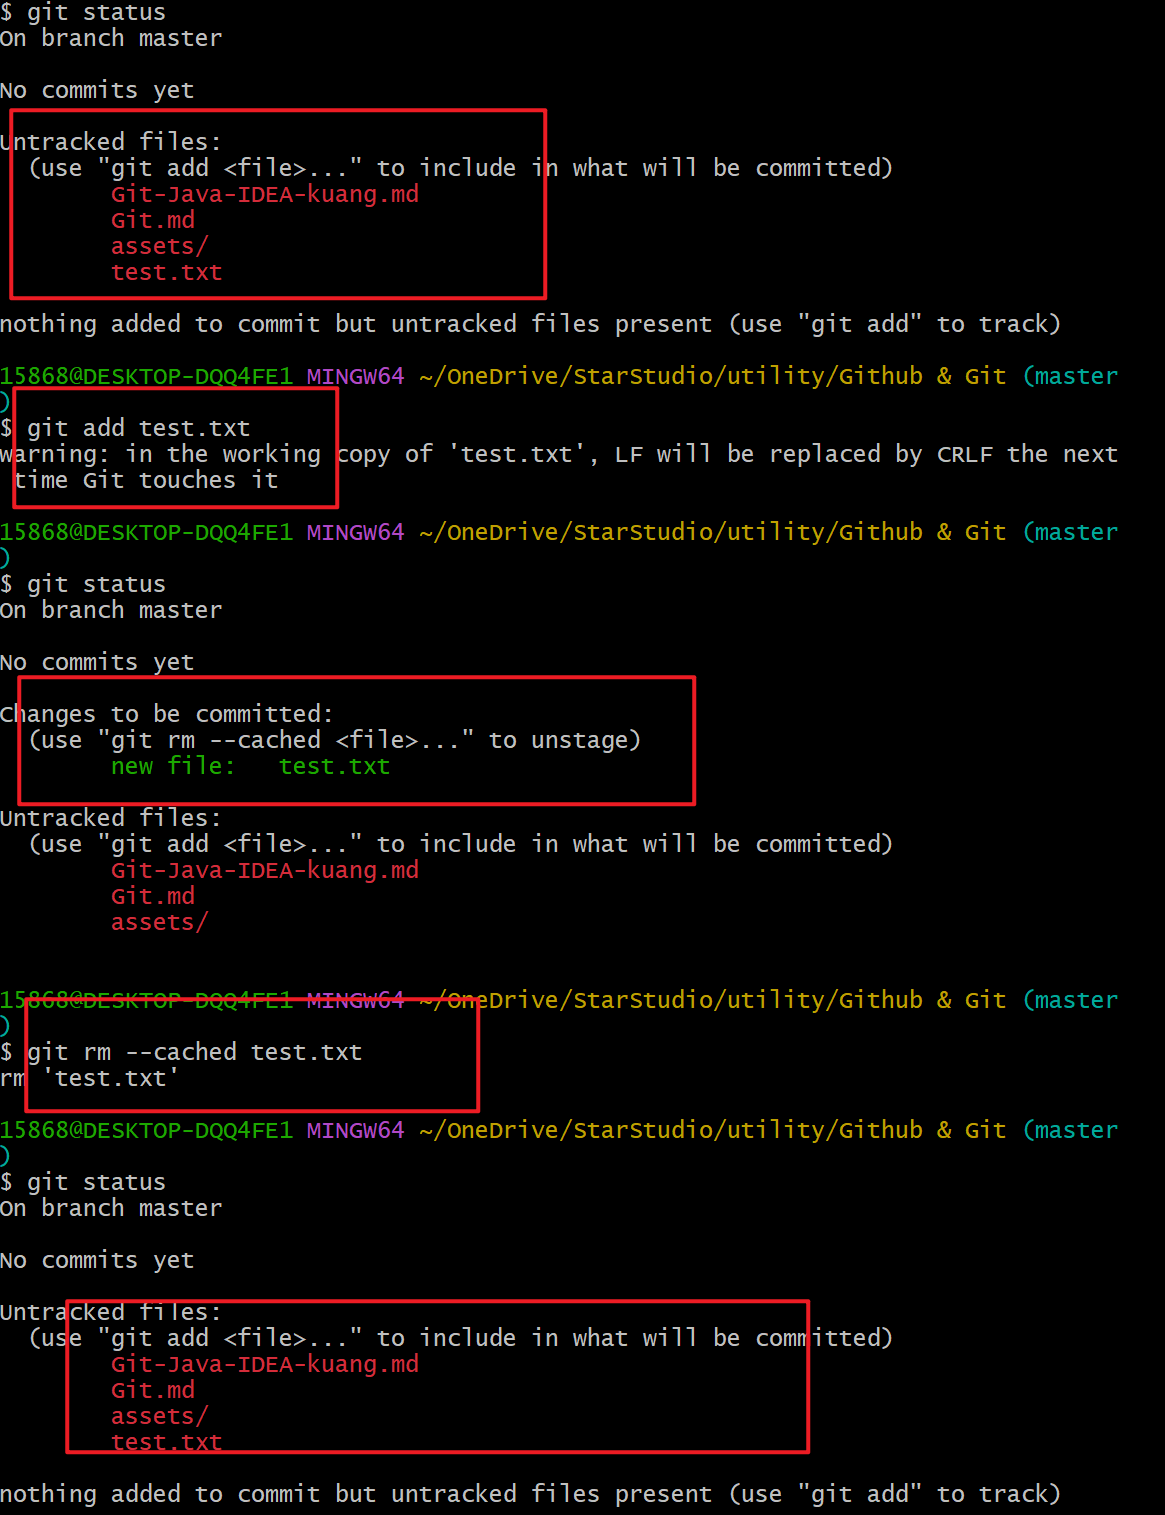 $ git status
On branch master
No commits yet
Untracked files:
  (use "git add <file>..." to include in what will be committed)
        Git-Java-IDEA-kuang.md
        Git.md
        assets/
        test.txt
nothing added to commit but untracked files present (use "git add" to track)
15868@DESKTOP-DQQ4FE1 MINGW64 ~/OneDrive/StarStudio/utility/Github & Git (master
)
$ git add test.txt
warning: in the working copy of 'test.txt', LF will be replaced by CRLF the next
 time Git touches it
15868@DESKTOP-DQQ4FE1 MINGW64 ~/OneDrive/StarStudio/utility/Github & Git (master
)
$ git status
On branch master
No commits yet
Changes to be committed:
  (use "git rm --cached <file>..." to unstage)
        new file:   test.txt
Untracked files:
  (use "git add <file>..." to include in what will be committed)
        Git-Java-IDEA-kuang.md
        Git.md
        assets/
15868@DESKTOP-DQQ4FE1 MINGW64 ~/OneDrive/StarStudio/utility/Github & Git (master
)
$ git rm --cached test.txt
rm 'test.txt'
15868@DESKTOP-DQQ4FE1 MINGW64 ~/OneDrive/StarStudio/utility/Github & Git (master
)
$ git status
On branch master
No commits yet
Untracked files:
  (use "git add <file>..." to include in what will be committed)
        Git-Java-IDEA-kuang.md
        Git.md
        assets/
        test.txt
nothing added to commit but untracked files present (use "git add" to track)